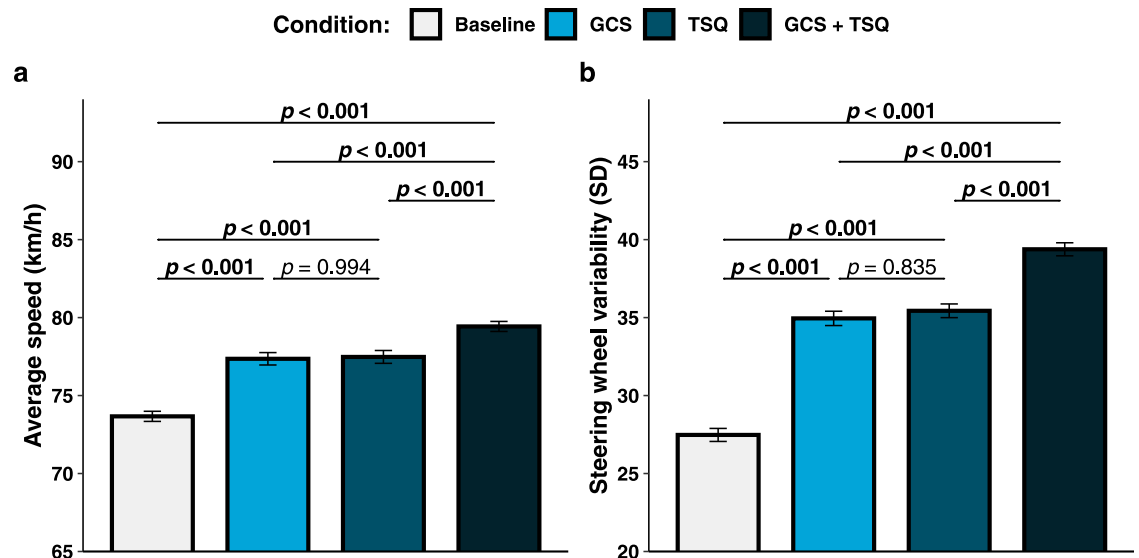 Condition: Baseline GCS TSQ GCS + TSQ
a
Average speed (km/h)
90
85
80
75
70
65
p < 0.001
p < 0.001
p < 0.001
p < 0.001
p < 0.001
p = 0.994
b
Steering wheel variability (SD)
45
40
35
30
25
20
p < 0.001
p < 0.001
p < 0.001
p < 0.001
p < 0.001
p = 0.835